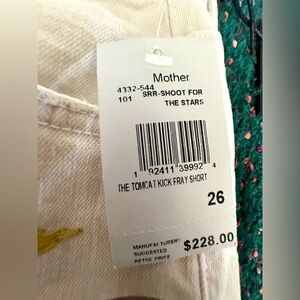 Mother
4332-544
101 SRR-SHOOT FOR
THE STARS
1 92411 39992 4
THE TOMCAT KICK FRAY SHORT
26
MANUFACTURER'S
SUGGESTED
RETAIL PRICE
$228.00